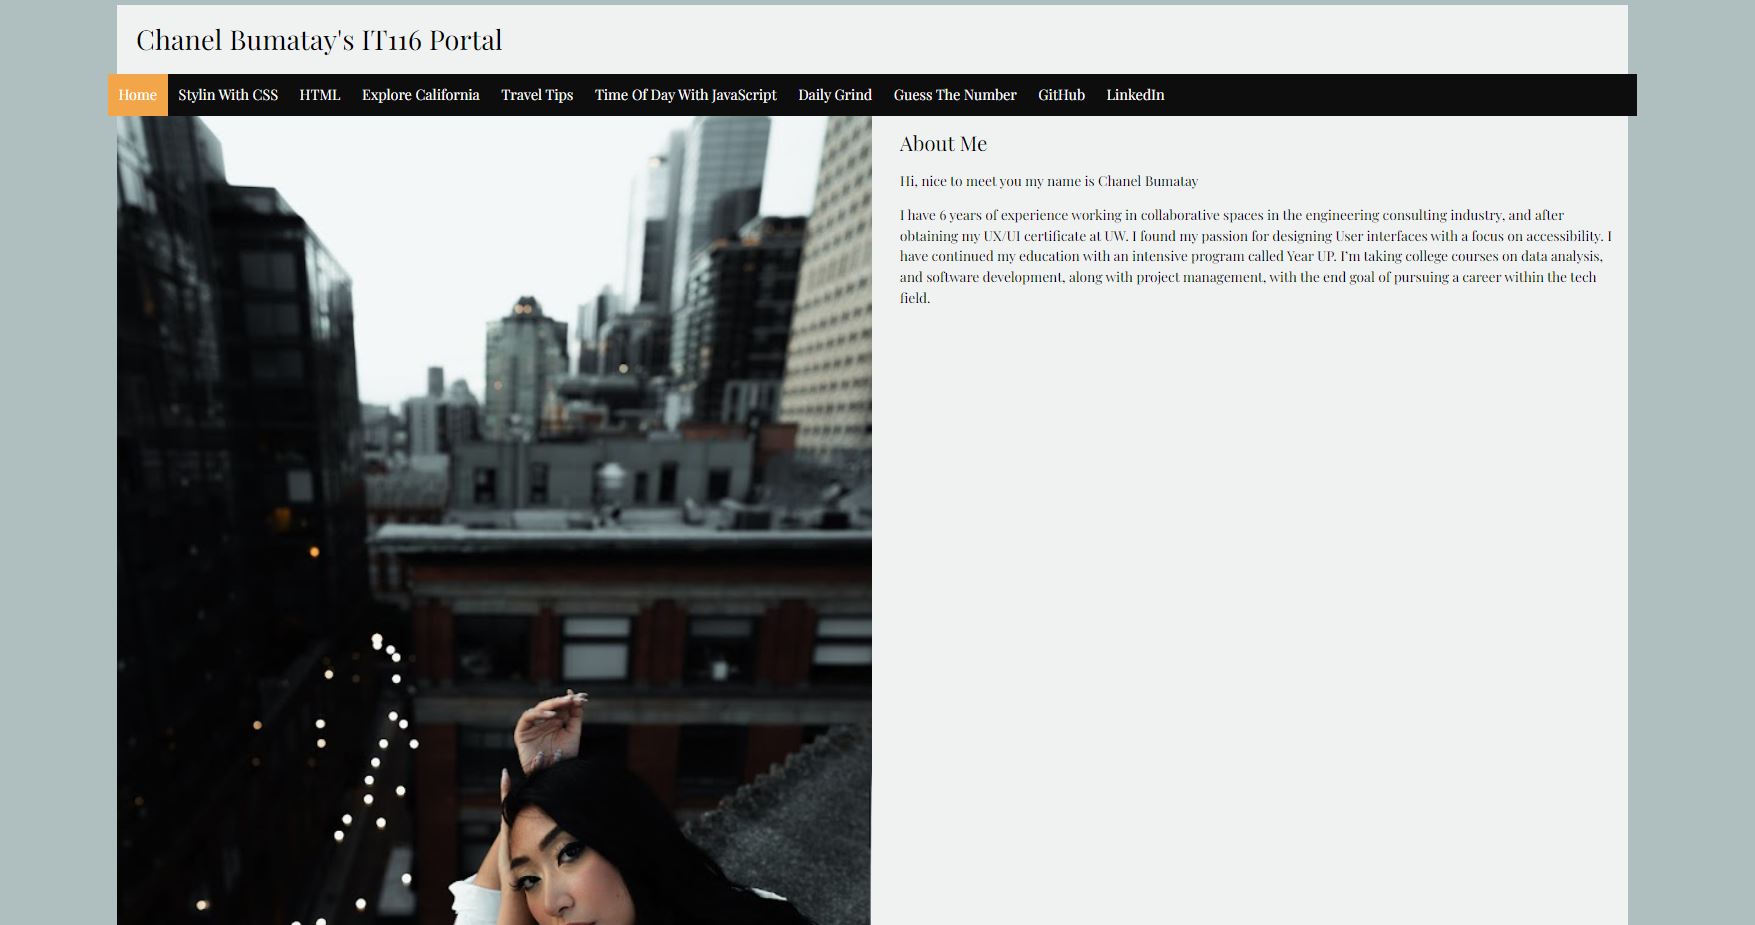 Chanel Bumatay's IT116 Portal
Home Stylin With CSS HTML Explore California Travel Tips Time Of Day With JavaScript Daily Grind Guess The Number GitHub LinkedIn
About Me
Hi, nice to meet you my name is Chanel Bumatay
I have 6 years of experience working in collaborative spaces in the engineering consulting industry, and after
obtaining my UX/UI certificate at UW. I found my passion for designing User interfaces with a focus on accessibility. I
have continued my education with an intensive program called Year UP. I'm taking college courses on data analysis,
and software development, along with project management, with the end goal of pursuing a career within the tech
field.